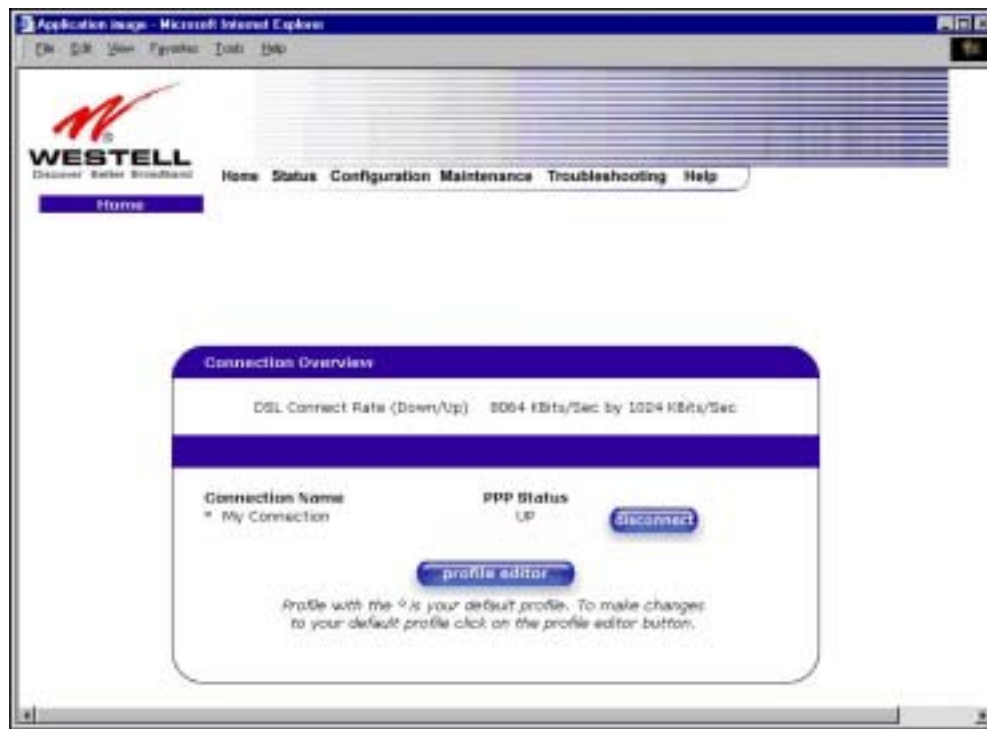 Application image - Microsoft Internet Explorer
File Edit View Favorites Tools Help
WESTELL
Discover Better Broadband
Home Status Configuration Maintenance Troubleshooting Help
Home
Connection Overview
DSL Connect Rate (Down/Up) 8064 KBits/Sec by 1024 KBits/Sec
Connection Name PPP Status
* My Connection UP disconnect
profile editor
Profile with the * is your default profile. To make changes
to your default profile click on the profile editor button.